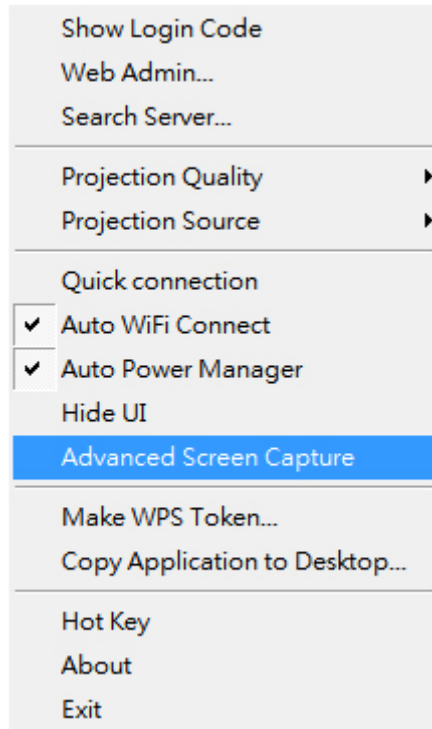 Show Login Code
Web Admin...
Search Server...
Projection Quality
Projection Source
Quick connection
Auto WiFi Connect
Auto Power Manager
Hide UI
Advanced Screen Capture
Make WPS Token...
Copy Application to Desktop...
Hot Key
About
Exit